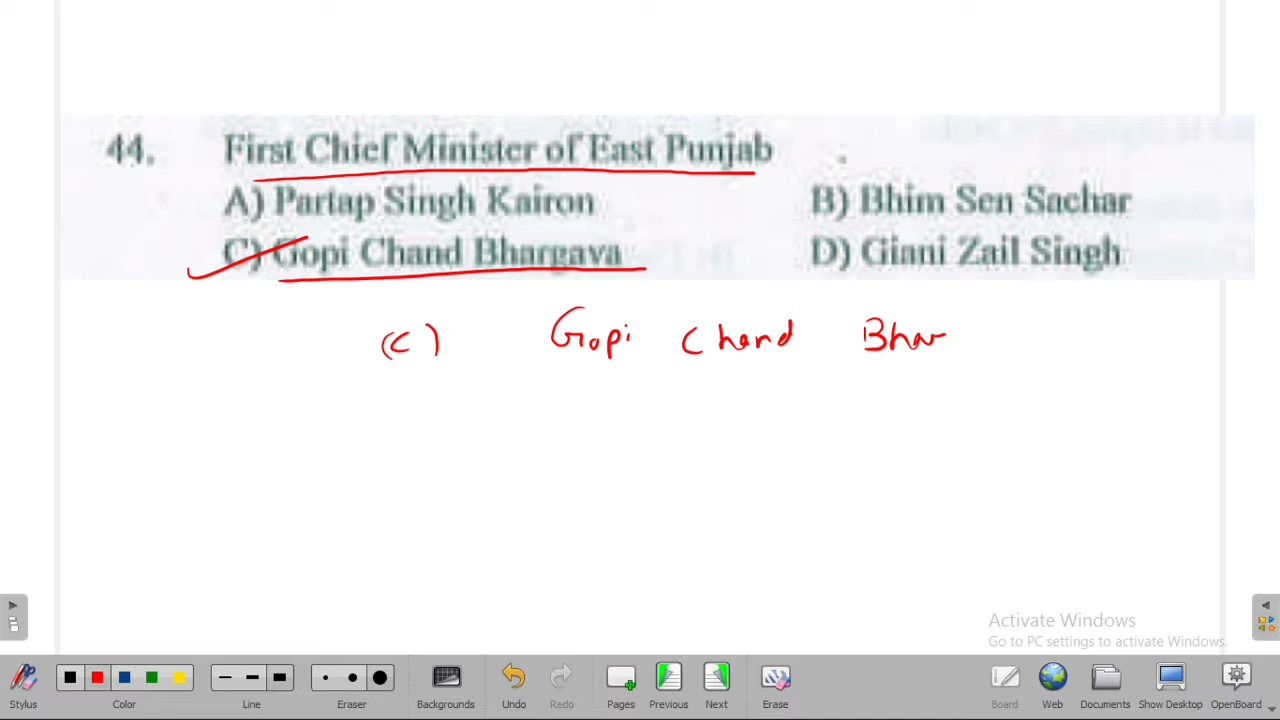 44. First Chief Minister of East Punjab
A) Partap Singh Kairon B) Bhim Sen Sachar
C) Gopi Chand Bhargava D) Giani Zail Singh
(C) Gopi Chand Bhar
Activate Windows
Go to PC settings to activate Windows.
Stylus Color Line Eraser Backgrounds Undo Redo Pages Previous Next Erase Board Web Documents Show Desktop OpenBoard